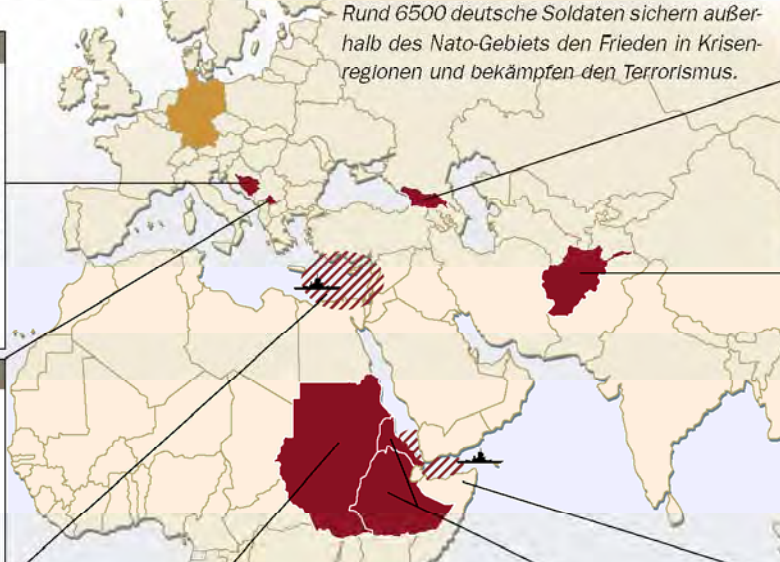 Rund 6500 deutsche Soldaten sichern außer-
halb des Nato-Gebiets den Frieden in Krisen-
regionen und bekämpfen den Terrorismus.